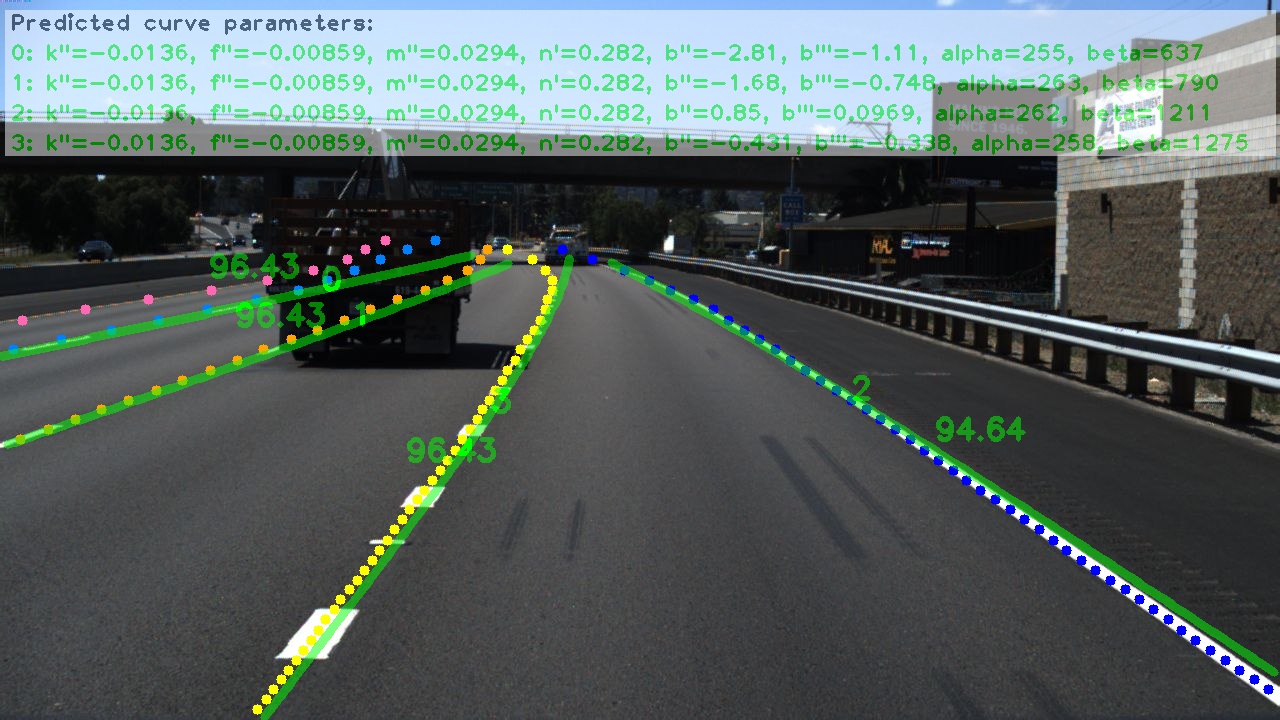 Predicted curve parameters:
0: k''=-0.0136, f''=-0.00859, m''=0.0294, n'=0.282, b''=-2.81, b'''=-1.11, alpha=255, beta=637
1: k''=-0.0136, f''=-0.00859, m''=0.0294, n'=0.282, b''=-1.68, b'''=-0.748, alpha=263, beta=790
2: k''=-0.0136, f''=-0.00859, m''=0.0294, n'=0.282, b''=0.85, b'''=0.0969, alpha=262, beta=1211
3: k''=-0.0136, f''=-0.00859, m''=0.0294, n'=0.282, b''=-0.431, b'''=-0.338, alpha=258, beta=1275
SINCE 1946
CALL
BOX
96.43
0
96.43
1
2
3
94.64
96.43